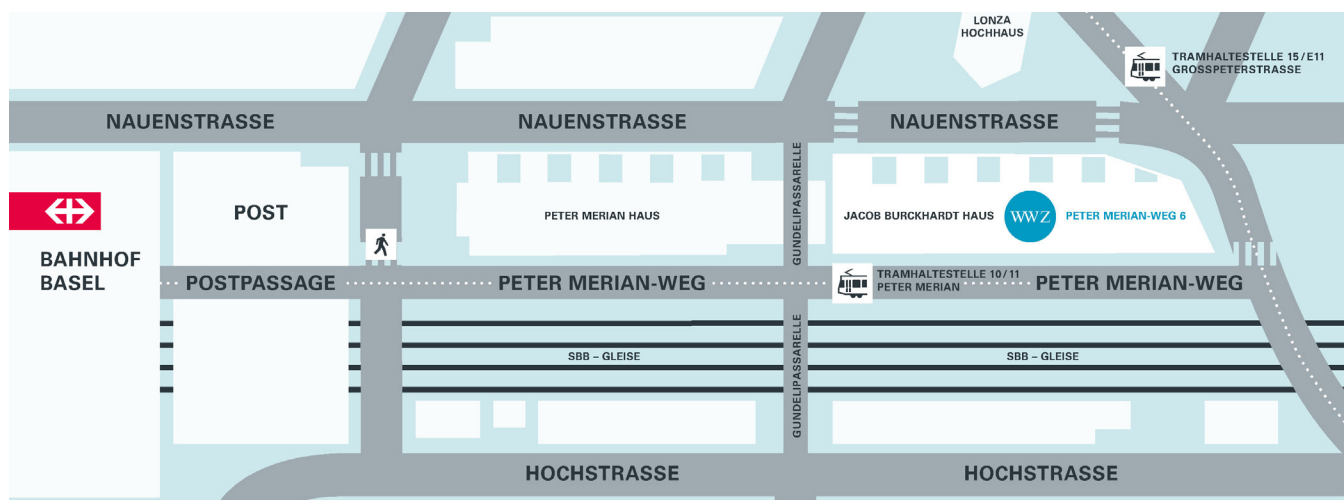 LONZA
HOCHHAUS
TRAMHALTESTELLE 15/E11
GROSSPETERSTRASSE
NAUENSTRASSE
NAUENSTRASSE
NAUENSTRASSE
POST
PETER MERIAN HAUS
GUNDELIPASSARELLE
JACOB BURCKHARDT HAUS
WWZ
PETER MERIAN-WEG 6
BAHNHOF
BASEL
POSTPASSAGE
PETER MERIAN-WEG
TRAMHALTESTELLE 10/11
PETER MERIAN
PETER MERIAN-WEG
SBB – GLEISE
GUNDELIPASSARELLE
SBB – GLEISE
HOCHSTRASSE
HOCHSTRASSE